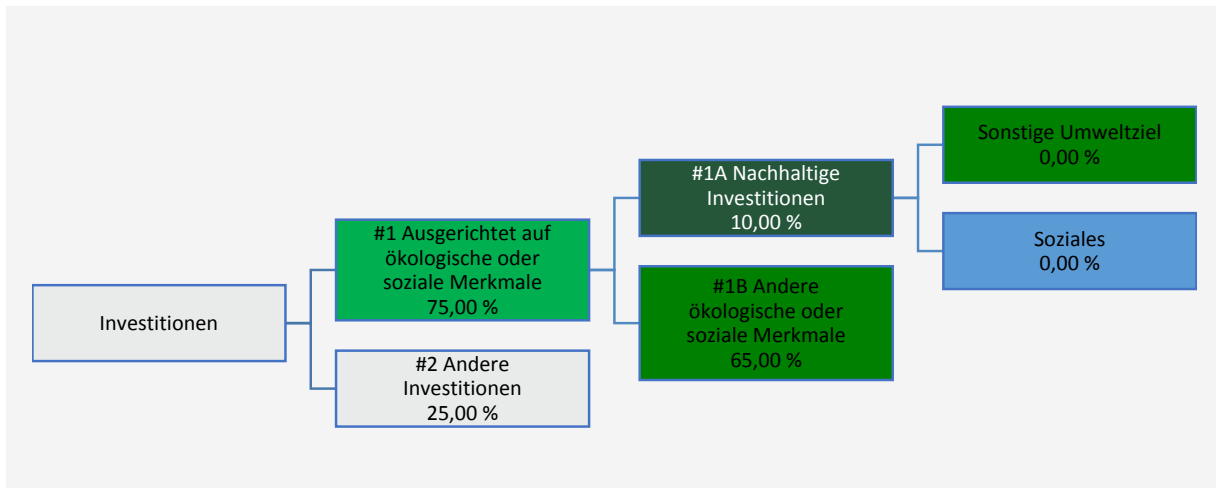 Investitionen
#1 Ausgerichtet auf
ökologische oder
soziale Merkmale
75,00 %
#2 Andere
Investitionen
25,00 %
#1A Nachhaltige
Investitionen
10,00 %
#1B Andere
ökologische oder
soziale Merkmale
65,00 %
Sonstige Umweltziel
0,00 %
Soziales
0,00 %